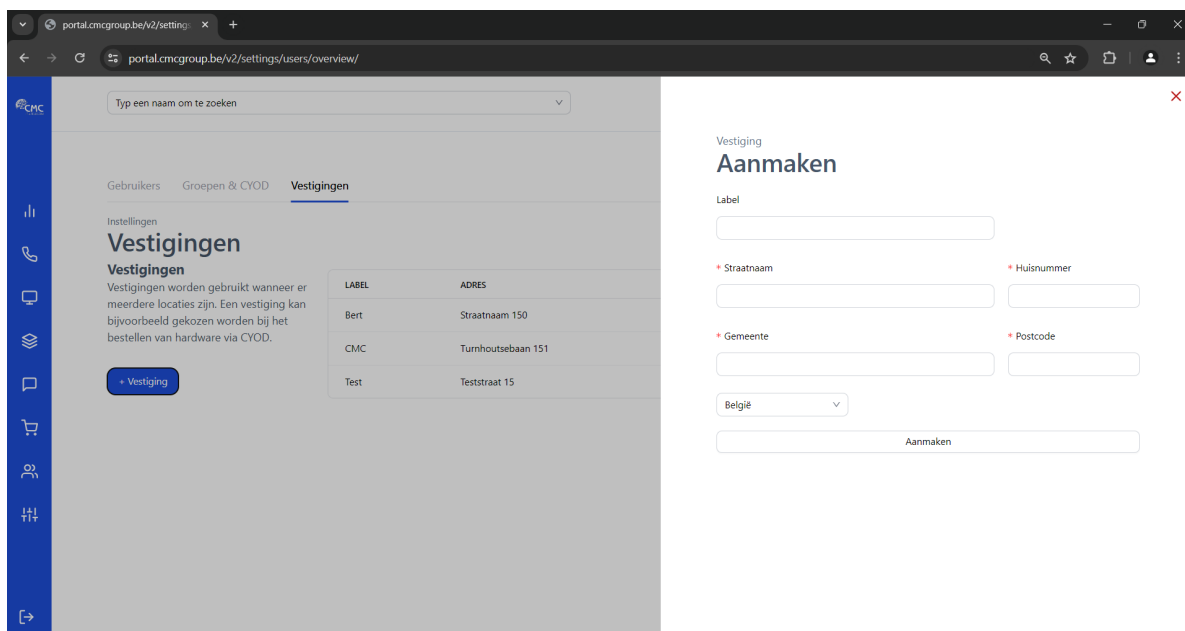 portal.cmcgroup.be/v2/settings
portal.cmcgroup.be/v2/settings/users/overview/
CMC
Typ een naam om te zoeken
Gebruikers Groepen & CYOD Vestigingen
Instellingen
Vestigingen
Vestigingen
Vestigingen worden gebruikt wanneer er
meerdere locaties zijn. Een vestiging kan
bijvoorbeeld gekozen worden bij het
bestellen van hardware via CYOD.
+ Vestiging
LABEL ADRES
Bert Straatnaam 150
CMC Turnhoutsebaan 151
Test Teststraat 15
Vestiging
Aanmaken
Label
* Straatnaam * Huisnummer
* Gemeente * Postcode
België
Aanmaken